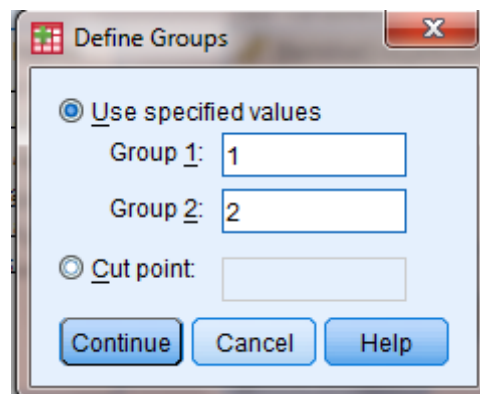 Define Groups
Use specified values
Group 1: 1
Group 2: 2
Cut point:
Continue Cancel Help